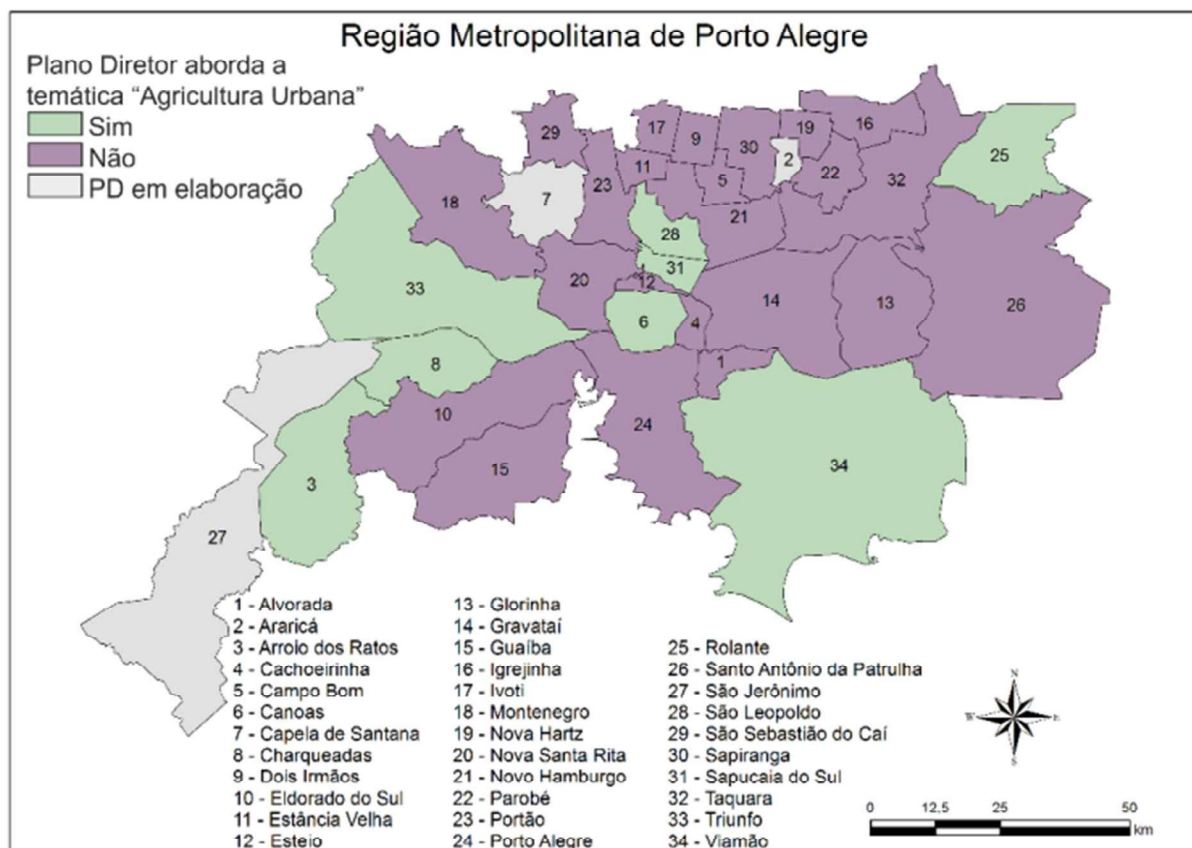 Região Metropolitana de Porto Alegre
Plano Diretor aborda a
temática “Agricultura Urbana”
Sim
Não
PD em elaboração
29
17
9
30
19
16
2
25
11
5
22
32
18
7
23
28
21
31
33
20
12
14
13
26
6
4
8
1
10
24
34
3
15
27
1 - Alvorada
2 - Araricá
3 - Arroio dos Ratos
4 - Cachoeirinha
5 - Campo Bom
6 - Canoas
7 - Capela de Santana
8 - Charqueadas
9 - Dois Irmãos
10 - Eldorado do Sul
11 - Estância Velha
12 - Esteio
13 - Glorinha
14 - Gravataí
15 - Guaíba
16 - Igrejinha
17 - Ivoti
18 - Montenegro
19 - Nova Hartz
20 - Nova Santa Rita
21 - Novo Hamburgo
22 - Parobé
23 - Portão
24 - Porto Alegre
25 - Rolante
26 - Santo Antônio da Patrulha
27 - São Jerônimo
28 - São Leopoldo
29 - São Sebastião do Caí
30 - Sapiranga
31 - Sapucaia do Sul
32 - Taquara
33 - Triunfo
34 - Viamão
N
W
E
S
0 12,5 25 50
km